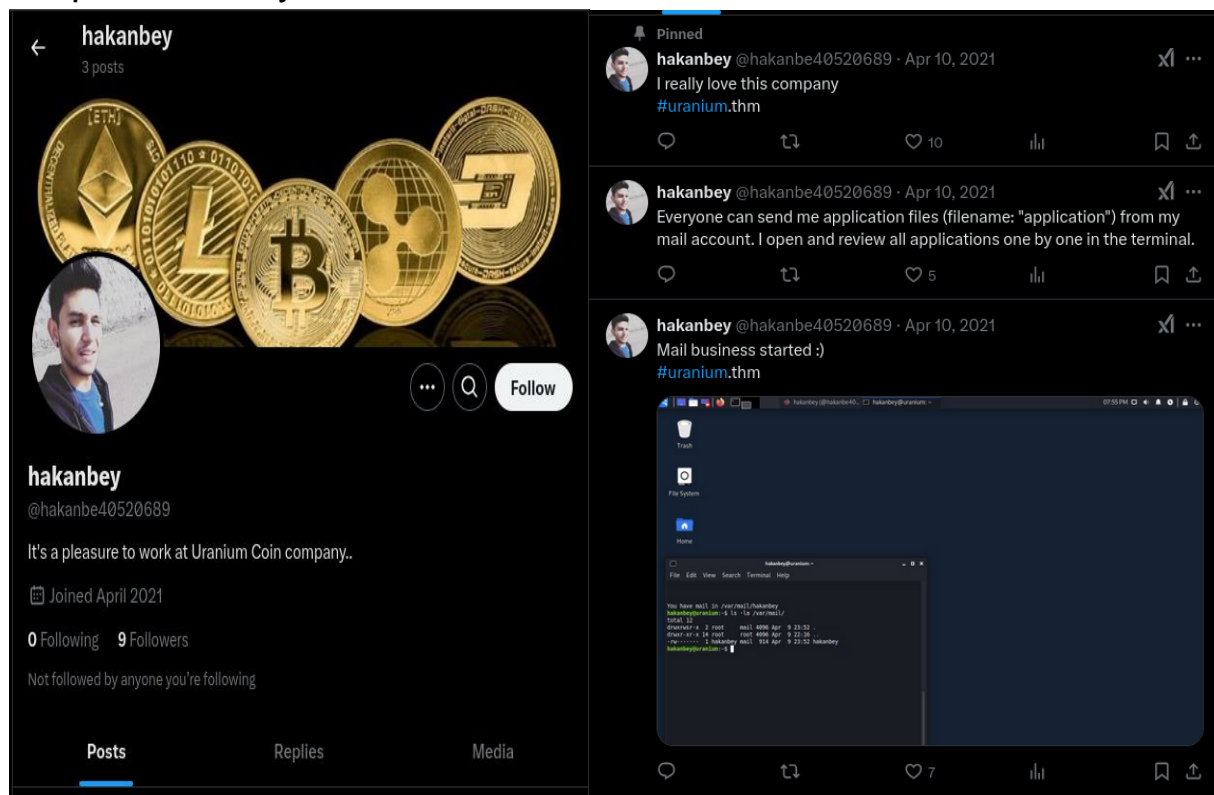 hakanbey
3 posts
[ETH]
Follow
hakanbey
@hakanbe40520689
It's a pleasure to work at Uranium Coin company..
Joined April 2021
0 Following 9 Followers
Not followed by anyone you're following
Posts Replies Media
Pinned
hakanbey @hakanbe40520689 · Apr 10, 2021
I really love this company
#uranium.thm
10
hakanbey @hakanbe40520689 · Apr 10, 2021
Everyone can send me application files (filename: "application") from my
mail account. I open and review all applications one by one in the terminal.
5
hakanbey @hakanbe40520689 · Apr 10, 2021
Mail business started :)
#uranium.thm
07:55 PM
Trash
File System
Home
hakanbey@uranium: ~
File Edit View Search Terminal Help
You have mail in /var/mail/hakanbey
hakanbey@uranium:~$ ls -la /var/mail/
total 12
drwxrwsr-x 2 root mail 4096 Apr 9 23:52 .
drwxr-xr-x 14 root root 4096 Apr 9 22:16 ..
-rw------- 1 hakanbey mail 914 Apr 9 23:52 hakanbey
hakanbey@uranium:~$
7